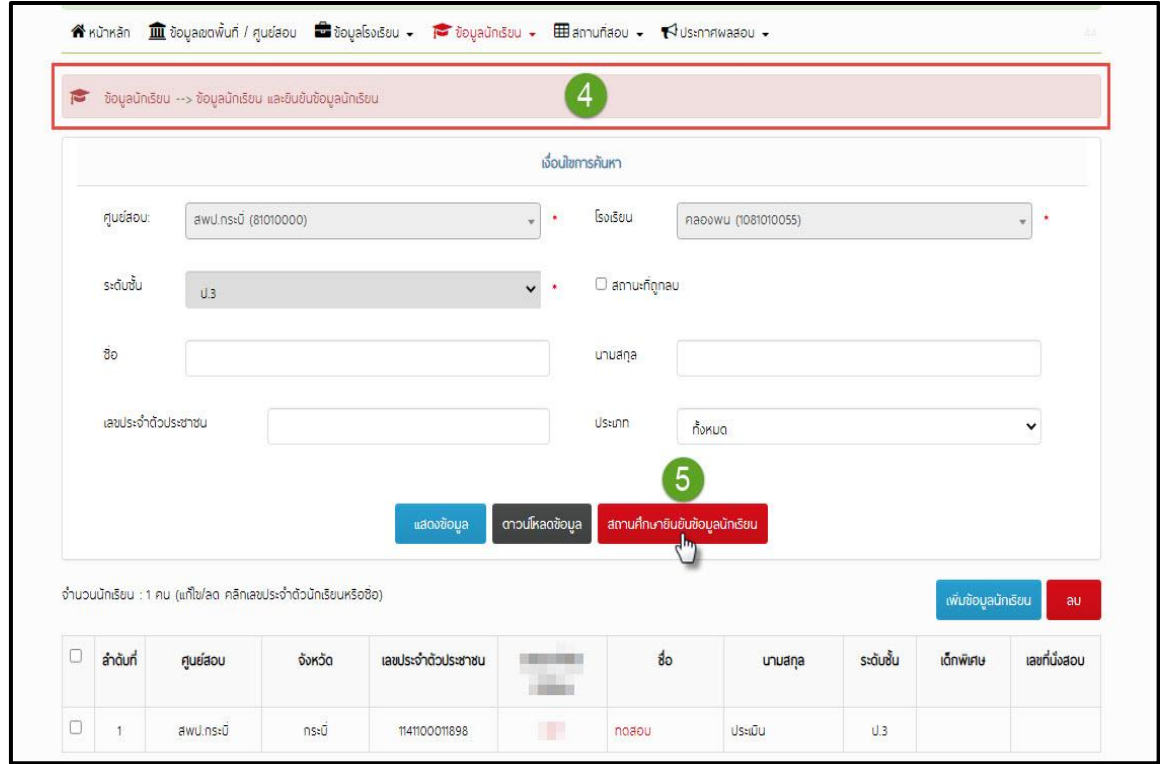 หน้าหลัก ข้อมูลเขตพื้นที่ / ศูนย์สอบ ข้อมูลโรงเรียน ข้อมูลนักเรียน สถานที่สอบ ประกาศผลสอบ
ข้อมูลนักเรียน --> ข้อมูลนักเรียน และยืนยันข้อมูลนักเรียน 4
เงื่อนไขการค้นหา
ศูนย์สอบ: สพป.กระบี่ (81010000) * โรงเรียน คลองพน (1081010055) *
ระดับชั้น ป.3 * สถานะที่ถูกลบ
ชื่อ นามสกุล
เลขประจำตัวประชาชน ประเภท ทั้งหมด
5
แสดงข้อมูล ดาวน์โหลดข้อมูล สถานศึกษายืนยันข้อมูลนักเรียน
จำนวนนักเรียน : 1 คน (แก้ไข/ลด คลิกเลขประจำตัวนักเรียนหรือชื่อ) เพิ่มข้อมูลนักเรียน ลบ
ลำดับที่ ศูนย์สอบ จังหวัด เลขประจำตัวประชาชน ชื่อ นามสกุล ระดับชั้น เด็กพิเศษ เลขที่นั่งสอบ
1 สพป.กระบี่ กระบี่ 1141100011898 ทดสอบ ประเมิน ป.3